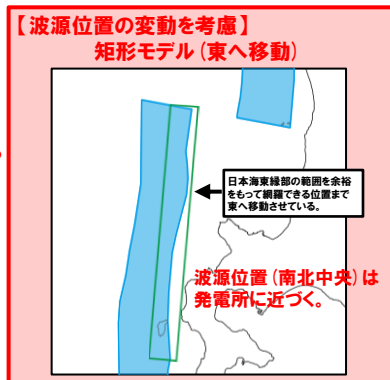 【波源位置の変動を考慮】
矩形モデル(東へ移動)
日本海東縁部の範囲を余裕
をもって網羅できる位置まで
東へ移動させている。
波源位置(南北中央)は
発電所に近づく。